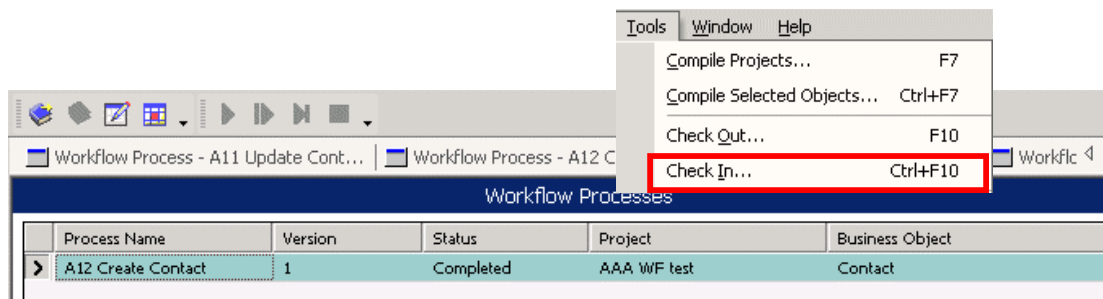 Tools Window Help
Compile Projects... F7
Compile Selected Objects... Ctrl+F7
Check Out... F10
Check In... Ctrl+F10
Workflow Process - A11 Update Cont... Workflow Process - A12 C Workflc
Workflow Processes
Process Name Version Status Project Business Object
A12 Create Contact 1 Completed AAA WF test Contact